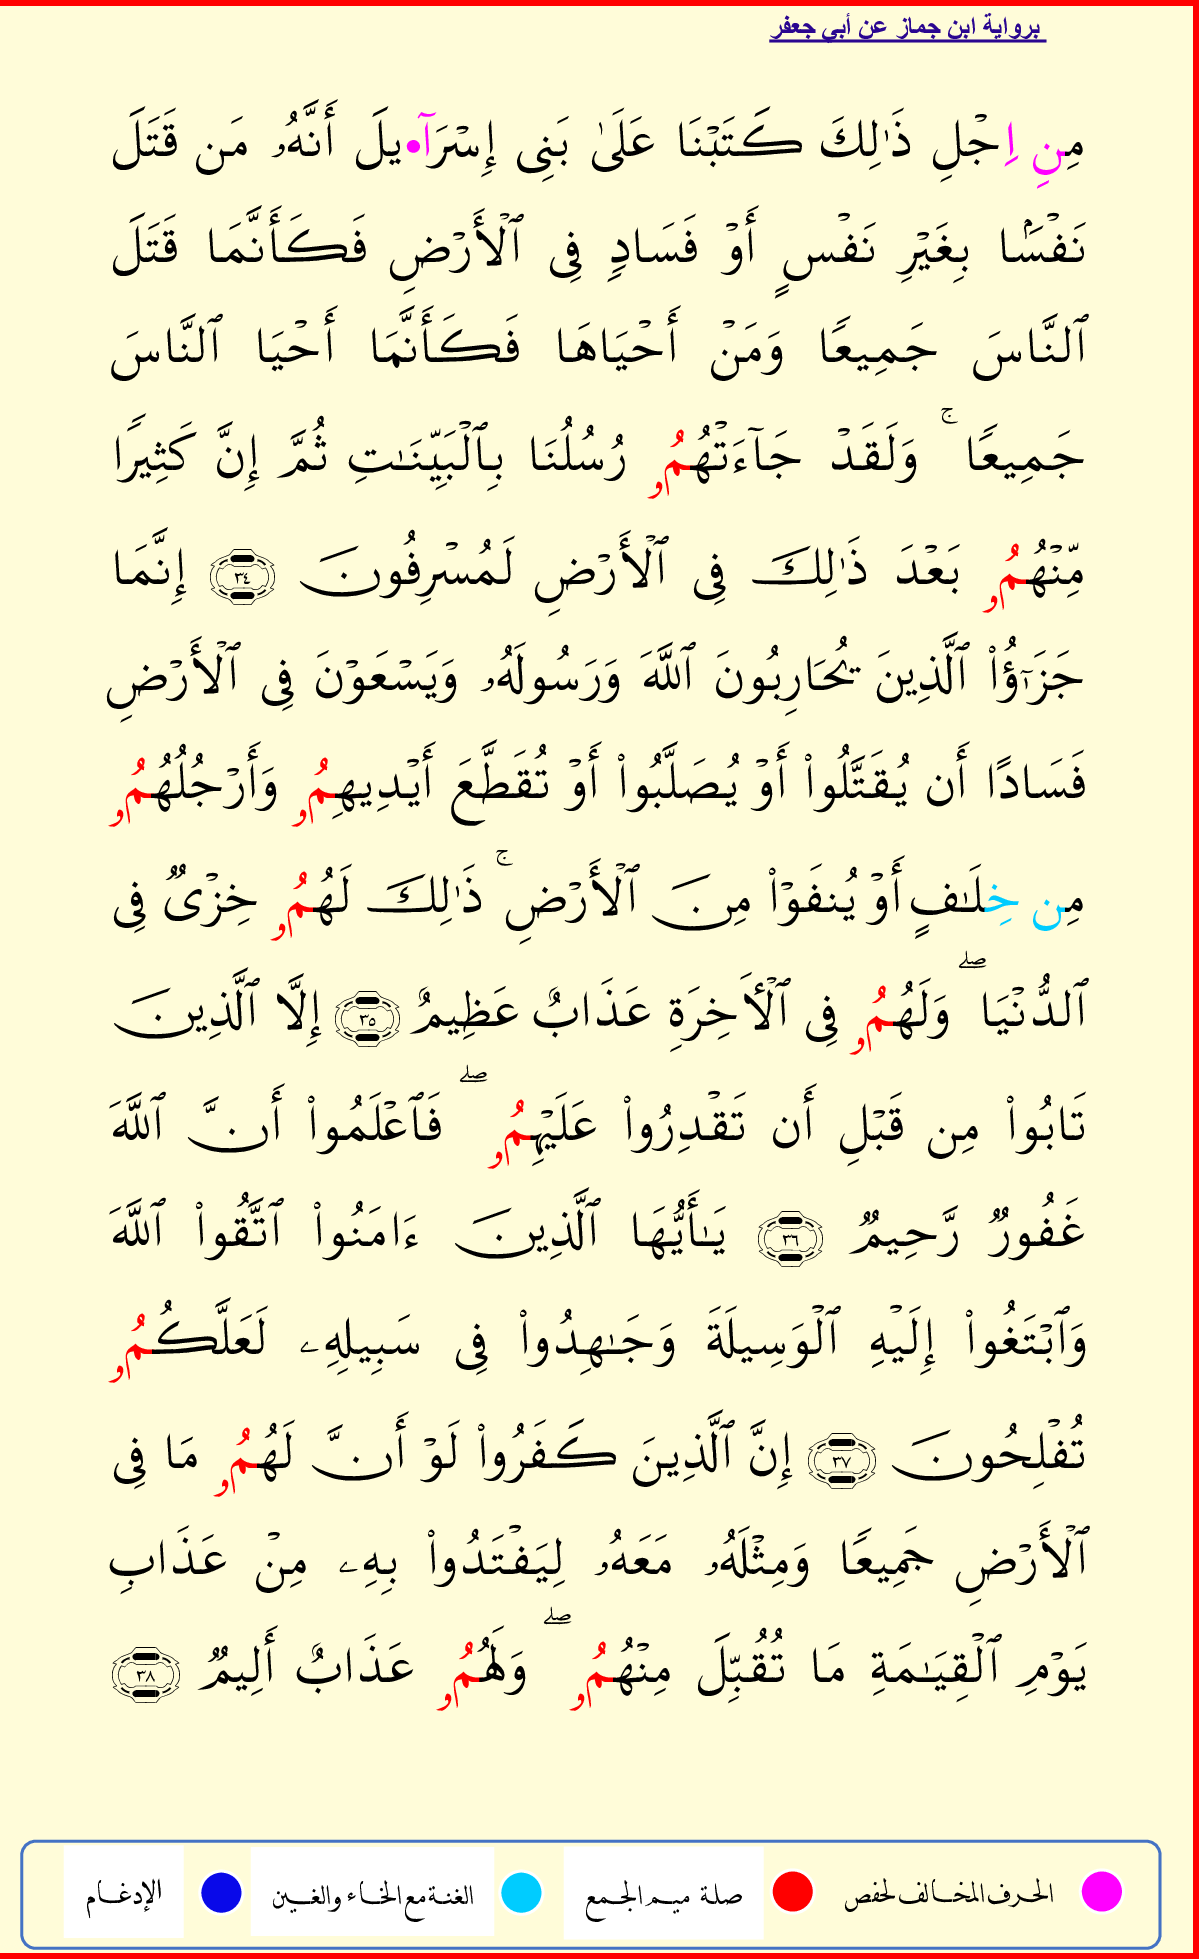 برواية ابن جماز عن أبي جعفر
مِنِ اِجْلِ ذَٰلِكَ كَتَبْنَا عَلَىٰ بَنِى إِسْرَآ•يلَ أَنَّهُۥ مَن قَتَلَ
نَفْسَۢا بِغَيْرِ نَفْسٍ أَوْ فَسَادٍ فِى ٱلْأَرْضِ فَكَأَنَّمَا قَتَلَ
ٱلنَّاسَ جَمِيعًا وَمَنْ أَحْيَاهَا فَكَأَنَّمَا أَحْيَا ٱلنَّاسَ
جَمِيعًا ۚ وَلَقَدْ جَآءَتْهُمُۥ رُسُلُنَا بِٱلْبَيِّنَـٰتِ ثُمَّ إِنَّ كَثِيرًا
مِّنْهُمُۥ بَعْدَ ذَٰلِكَ فِى ٱلْأَرْضِ لَمُسْرِفُونَ ٣٤ إِنَّمَا
جَزَـٰٓؤُا۟ ٱلَّذِينَ يُحَارِبُونَ ٱللَّهَ وَرَسُولَهُۥ وَيَسْعَوْنَ فِى ٱلْأَرْضِ
فَسَادًا أَن يُقَتَّلُوا۟ أَوْ يُصَلَّبُوا۟ أَوْ تُقَطَّعَ أَيْدِيهِمُۥ وَأَرْجُلُهُمُۥ
مِن خِلَـٰفٍ أَوْ يُنفَوْا۟ مِنَ ٱلْأَرْضِ ۚ ذَٰلِكَ لَهُمُۥ خِزْىٌ فِى
ٱلدُّنْيَا ۖ وَلَهُمُۥ فِى ٱلْأَخِرَةِ عَذَابٌ عَظِيمٌ ٣٥ إِلَّا ٱلَّذِينَ
تَابُوا۟ مِن قَبْلِ أَن تَقْدِرُوا۟ عَلَيْهِمُۥ ۖ فَٱعْلَمُوا۟ أَنَّ ٱللَّهَ
غَفُورٌ رَّحِيمٌ ٣٦ يَـٰأَيُّهَا ٱلَّذِينَ ءَامَنُوا۟ ٱتَّقُوا۟ ٱللَّهَ
وَٱبْتَغُوا۟ إِلَيْهِ ٱلْوَسِيلَةَ وَجَـٰهِدُوا۟ فِى سَبِيلِهِۦ لَعَلَّكُمُۥ
تُفْلِحُونَ ٣٧ إِنَّ ٱلَّذِينَ كَفَرُوا۟ لَوْ أَنَّ لَهُمُۥ مَا فِى
ٱلْأَرْضِ جَمِيعًا وَمِثْلَهُۥ مَعَهُۥ لِيَفْتَدُوا۟ بِهِۦ مِنْ عَذَابِ
يَوْمِ ٱلْقِيَـٰمَةِ مَا تُقُبِّلَ مِنْهُمُۥ ۖ وَلَهُمُۥ عَذَابٌ أَلِيمٌ ٣٨
الحرف المخالف لحفص صلة ميم الجمع الغنة مع الخاء والغين الإدغام